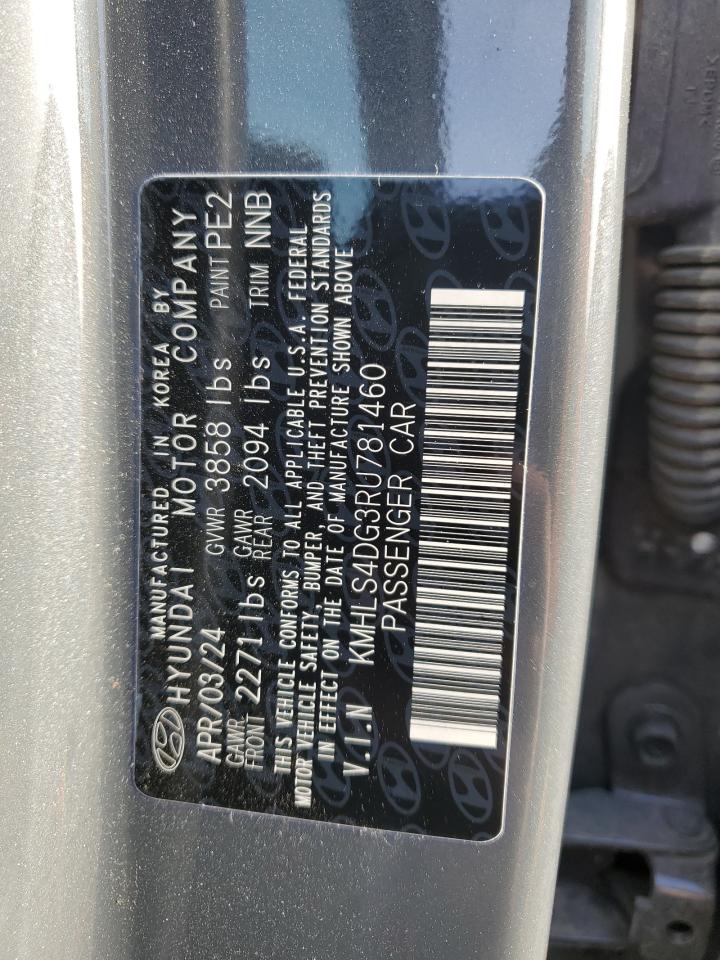 MANUFACTURED IN KOREA BY
HYUNDAI MOTOR COMPANY
APR/03/24 GVWR 3858 lbs PAINT PE2
GAWR FRONT 2271 lbs GAWR REAR 2094 lbs TRIM NNB
THIS VEHICLE CONFORMS TO ALL APPLICABLE U.S.A. FEDERAL
MOTOR VEHICLE SAFETY, BUMPER, AND THEFT PREVENTION STANDARDS
IN EFFECT ON THE DATE OF MANUFACTURE SHOWN ABOVE
V.I.N KMHLS4DG3RU781460
PASSENGER CAR